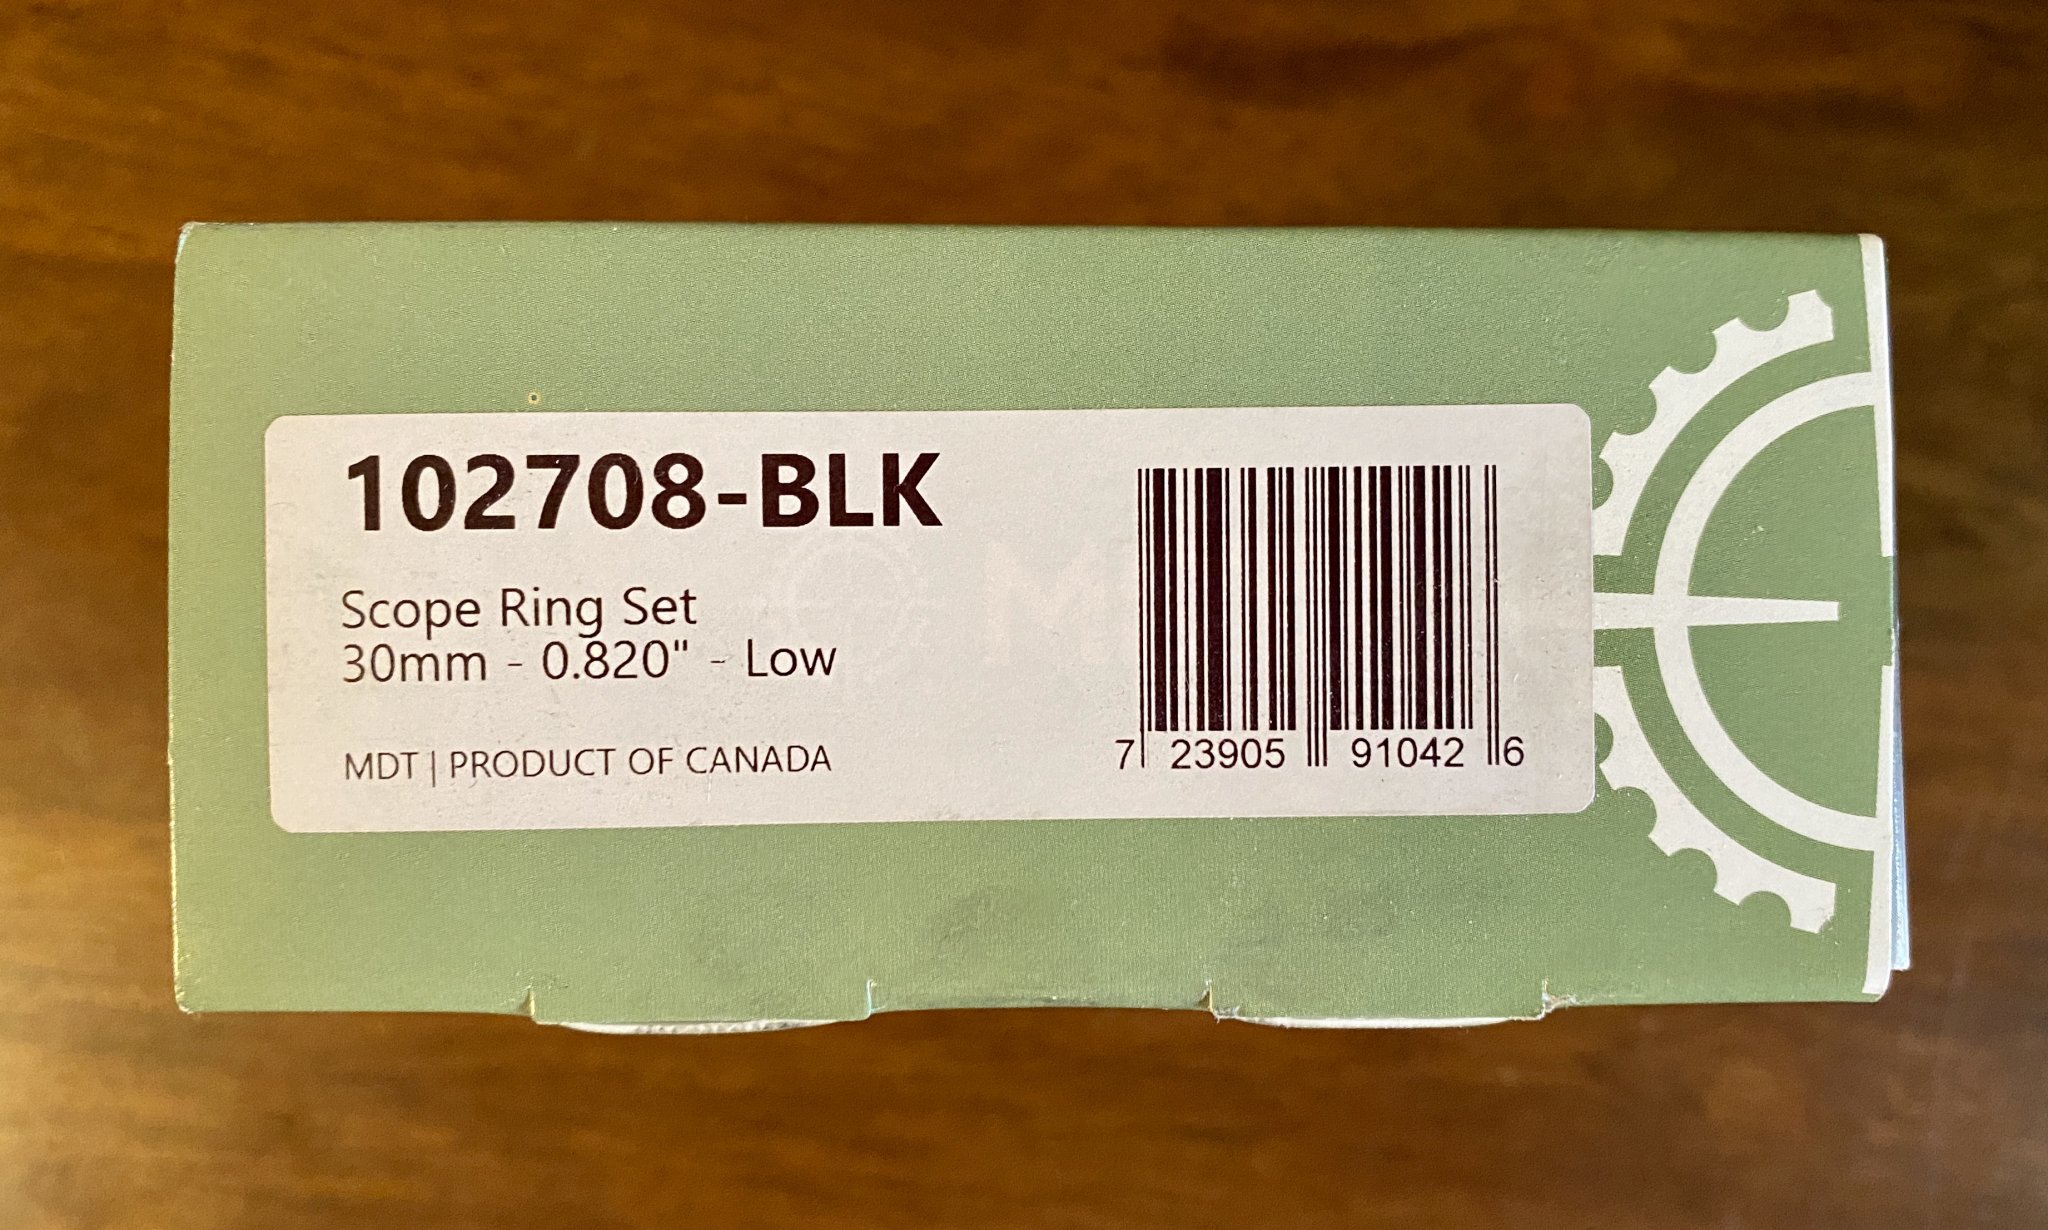 102708-BLK
Scope Ring Set
30mm - 0.820" - Low
MDT | PRODUCT OF CANADA
7 23905 91042 6